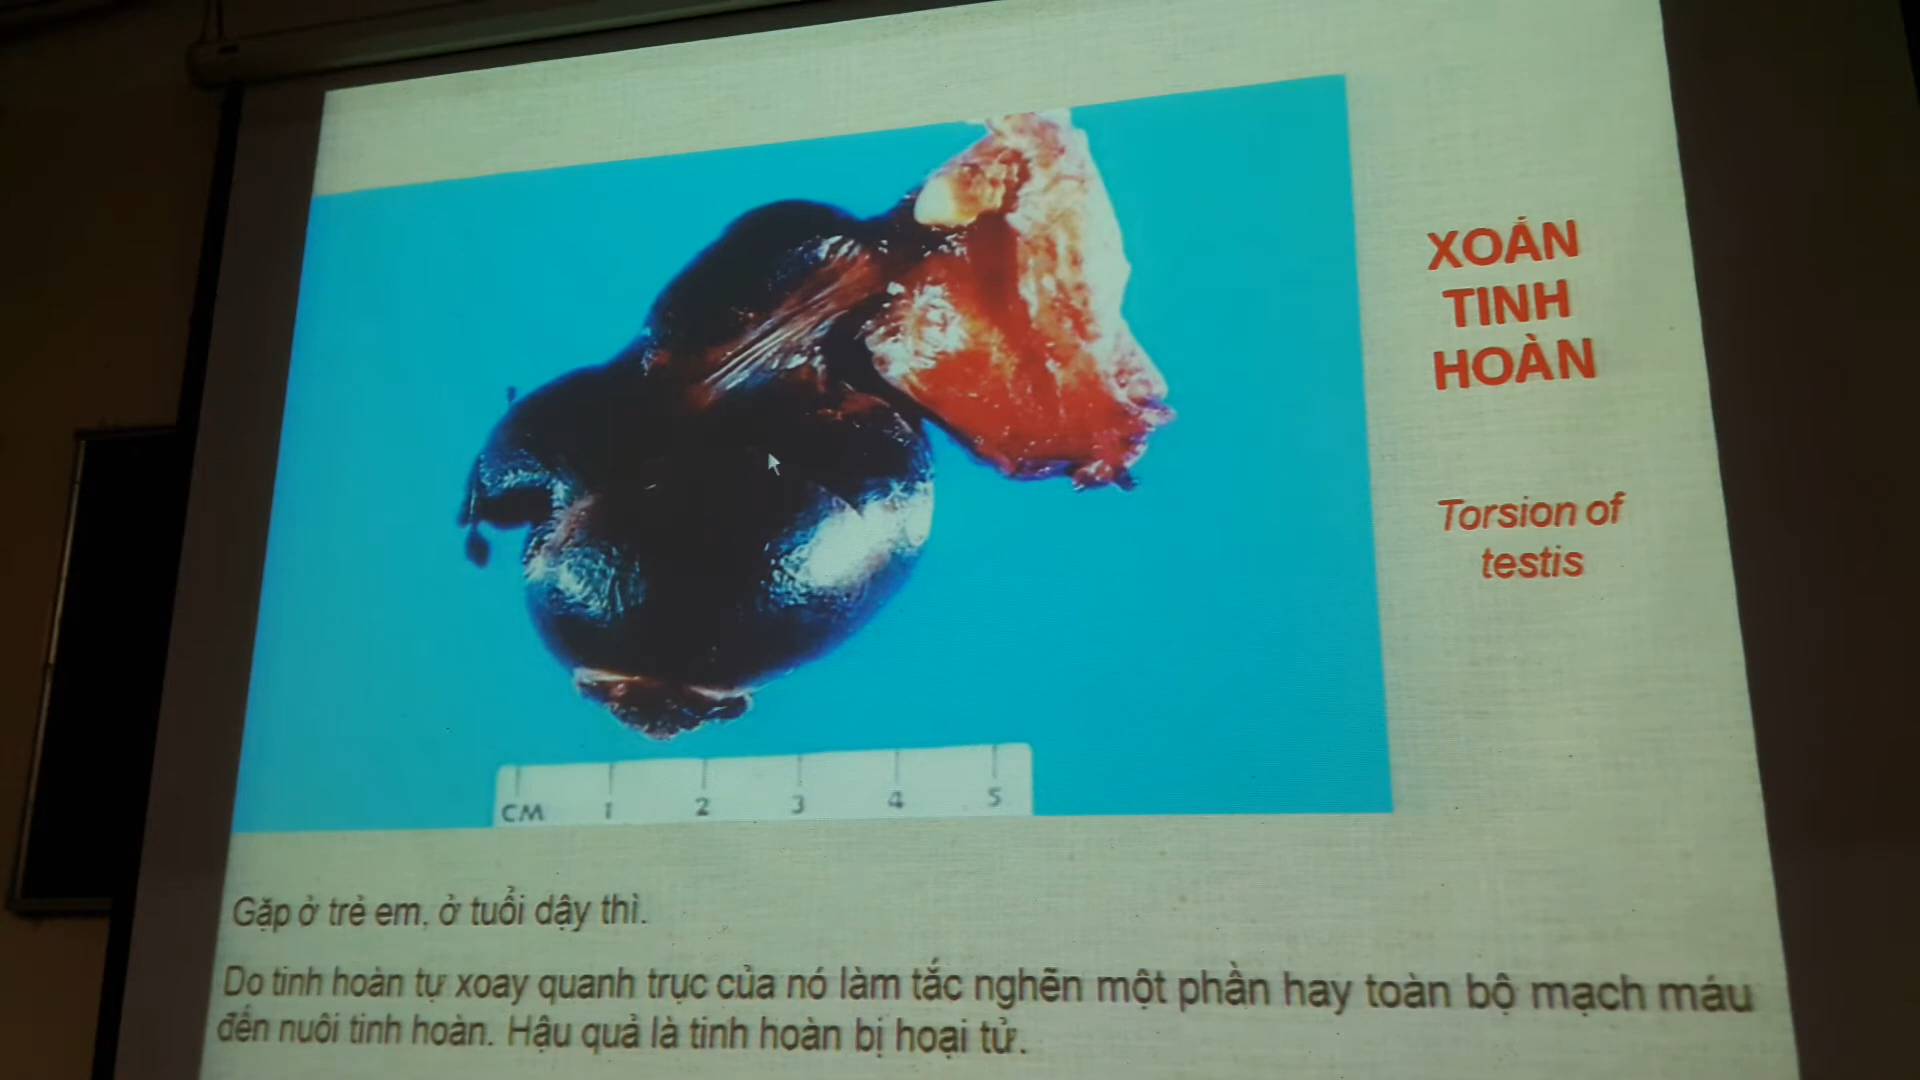 XOẮN
TINH
HOÀN
Torsion of
testis
CM 1 2 3 4 5
Gặp ở trẻ em, ở tuổi dậy thì.
Do tinh hoàn tự xoay quanh trục của nó làm tắc nghẽn một phần hay toàn bộ mạch máu
đến nuôi tinh hoàn. Hậu quả là tinh hoàn bị hoại tử.